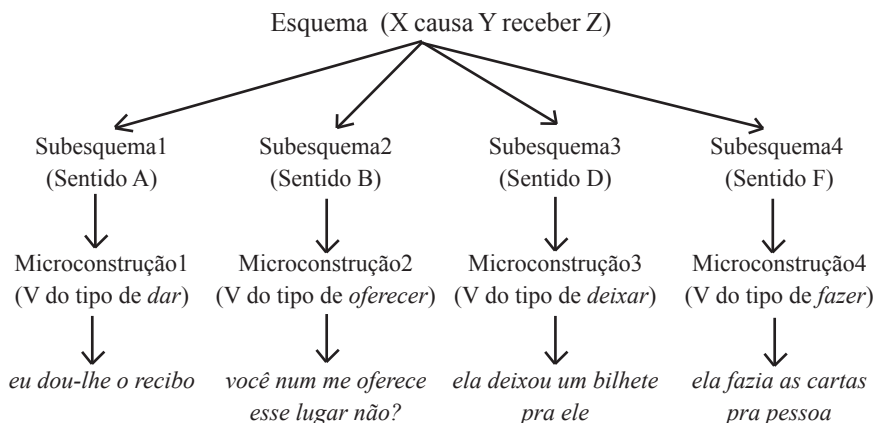 Esquema (X causa Y receber Z)
Subesquema1 Subesquema2 Subesquema3 Subesquema4
(Sentido A) (Sentido B) (Sentido D) (Sentido F)
Microconstrução1 Microconstrução2 Microconstrução3 Microconstrução4
(V do tipo de dar) (V do tipo de oferecer) (V do tipo de deixar) (V do tipo de fazer)
eu dou-lhe o recibo você num me oferece ela deixou um bilhete ela fazia as cartas
esse lugar não? pra ele pra pessoa